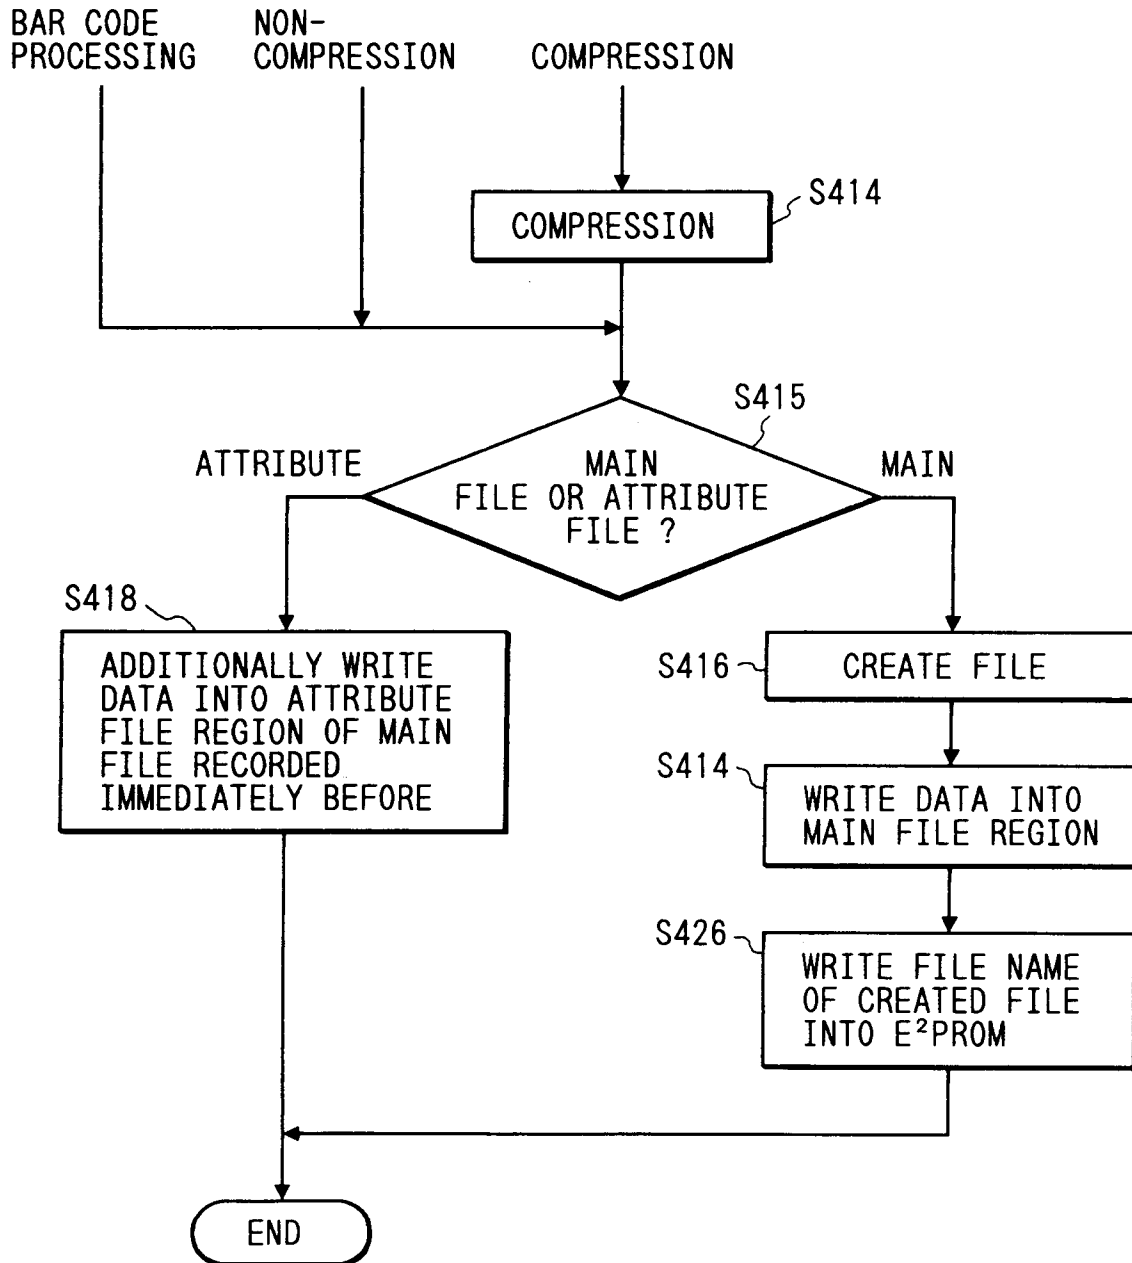 BAR CODE
PROCESSING
NON-
COMPRESSION
COMPRESSION
S414
COMPRESSION
S415
ATTRIBUTE
MAIN
FILE OR ATTRIBUTE
FILE ?
MAIN
S418
ADDITIONALLY WRITE
DATA INTO ATTRIBUTE
FILE REGION OF MAIN
FILE RECORDED
IMMEDIATELY BEFORE
S416
CREATE FILE
S414
WRITE DATA INTO
MAIN FILE REGION
S426
WRITE FILE NAME
OF CREATED FILE
INTO E²PROM
END